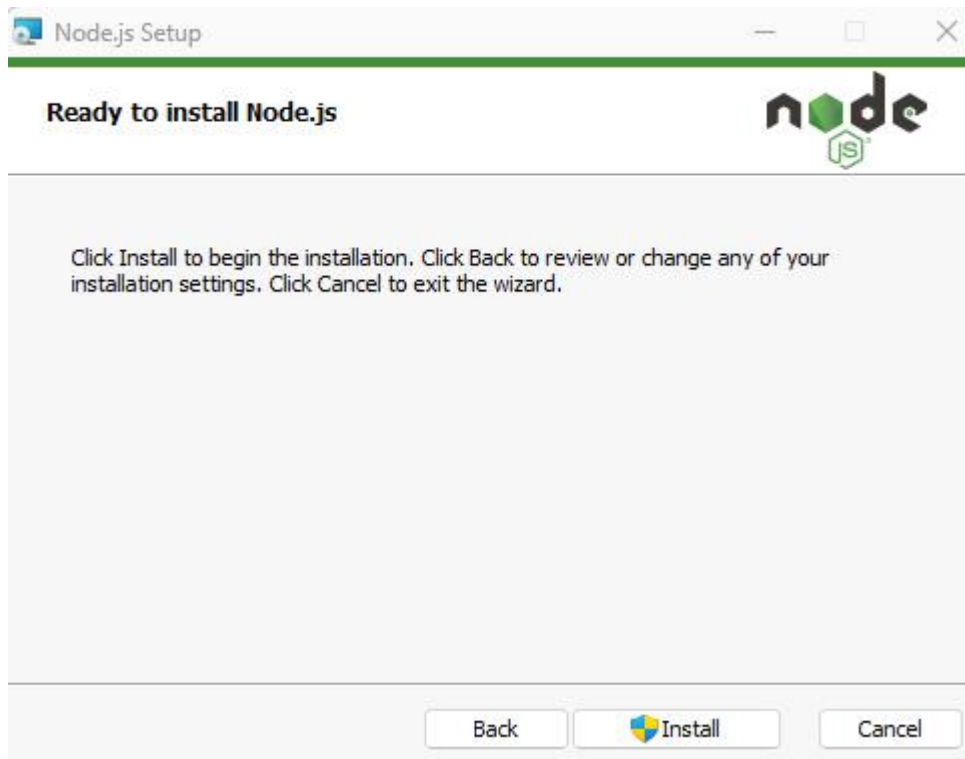 Node.js Setup
Ready to install Node.js
node
JS
Click Install to begin the installation. Click Back to review or change any of your
installation settings. Click Cancel to exit the wizard.
Back
Install
Cancel